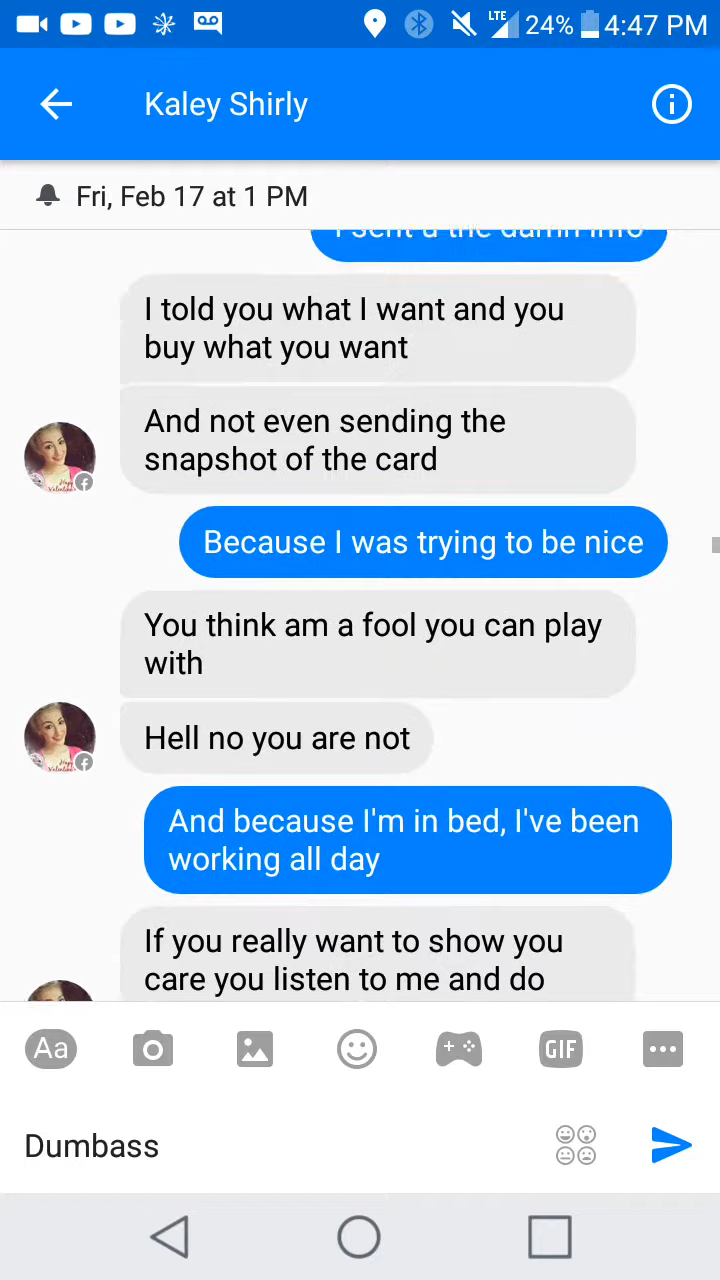 LTE 24% 4:47 PM
Kaley Shirly
Fri, Feb 17 at 1 PM
I sent u the damn info
I told you what I want and you
buy what you want
And not even sending the
snapshot of the card
Because I was trying to be nice
You think am a fool you can play
with
Hell no you are not
And because I'm in bed, I've been
working all day
If you really want to show you
care you listen to me and do
Aa
GIF
Dumbass